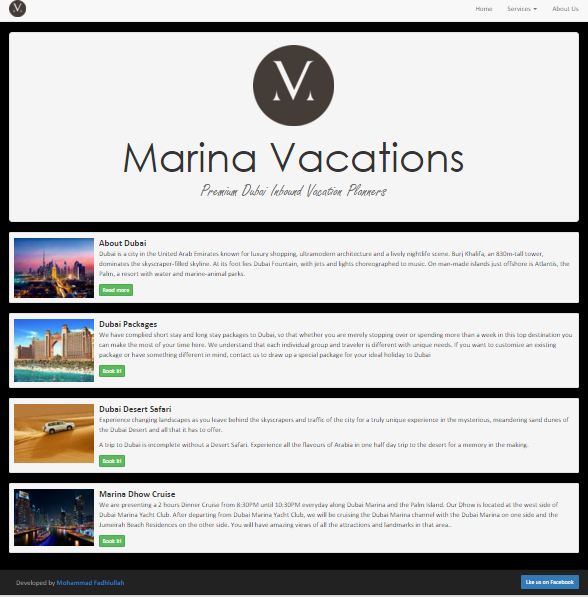 Home Services About Us
Marina Vacations
Premium Dubai Inbound Vacation Planners
About Dubai
Dubai is a city in the United Arab Emirates known for luxury shopping, ultramodern architecture and a lively nightlife scene. Burj Khalifa, an 830m-tall tower,
dominates the skyscraper-filled skyline. At its foot lies Dubai Fountain, with jets and lights choreographed to music. On man-made islands just offshore is Atlantis, the
Palm, a resort with water and marine-animal parks.
Read more
Dubai Packages
We have complied short stay and long stay packages to Dubai, so that whether you are merely stopping over or spending more than a week in this top destination you
can make the most of your time here. We understand that each individual group and traveler is different with unique needs. If you want to customize an existing
package or have something different in mind, contact us to draw up a special package for your ideal holiday to Dubai
Book it!
Dubai Desert Safari
Experience changing landscapes as you leave behind the skyscrapers and traffic of the city for a truly unique experience in the mysterious, meandering sand dunes of
the Dubai Desert and all that it has to offer.
A trip to Dubai is incomplete without a Desert Safari. Experience all the flavours of Arabia in one half day trip to the desert for a memory in the making.
Book it!
Marina Dhow Cruise
We are presenting a 2 hours Dinner Cruise from 8:30PM until 10:30PM everyday along Dubai Marina and the Palm Island. Our Dhow is located at the west side of
Dubai Marina Yacht Club. After departing from Dubai Marina Yacht Club, we will be cruising the Dubai Marina channel with the Dubai Marina on one side and the
Jumeirah Beach Residences on the other side. You will have amazing views of all the attractions and landmarks in that area..
Book it!
Developed by Mohammad Fadhlullah
Like us on Facebook